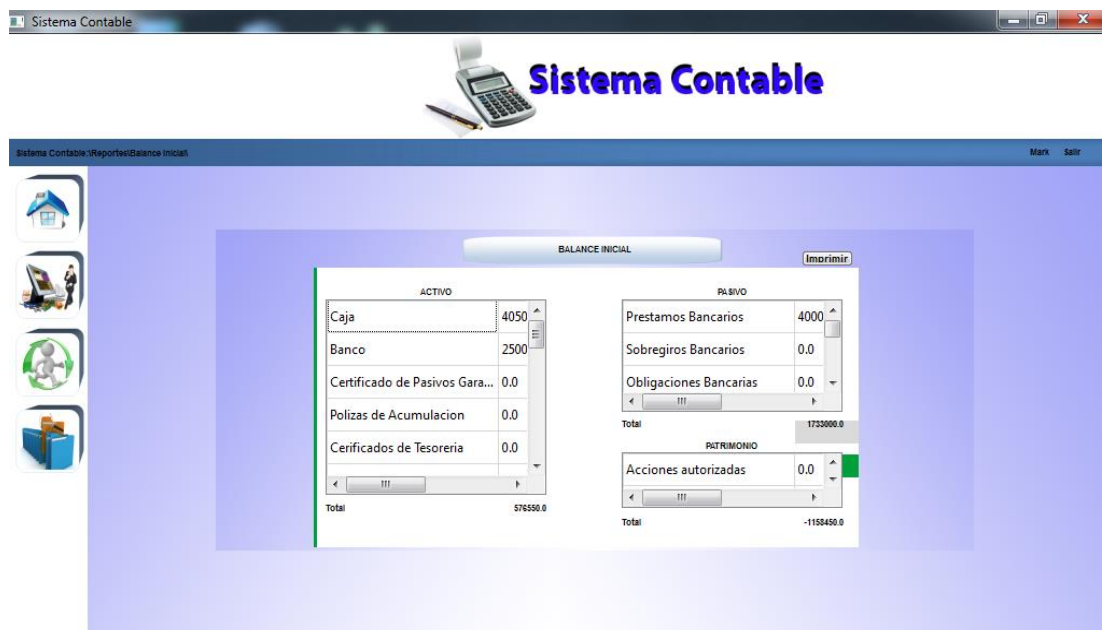 Sistema Contable
Sistema Contable
Sistema Contable:\Reportes\Balance Inicial\
Mark Salir
BALANCE INICIAL
Imprimir
ACTIVO
Caja 4050
Banco 2500
Certificado de Pasivos Gara... 0.0
Polizas de Acumulacion 0.0
Cerificados de Tesoreria 0.0
Total 576550.0
PASIVO
Prestamos Bancarios 4000
Sobregiros Bancarios 0.0
Obligaciones Bancarias 0.0
Total 1733000.0
PATRIMONIO
Acciones autorizadas 0.0
Total -1158450.0